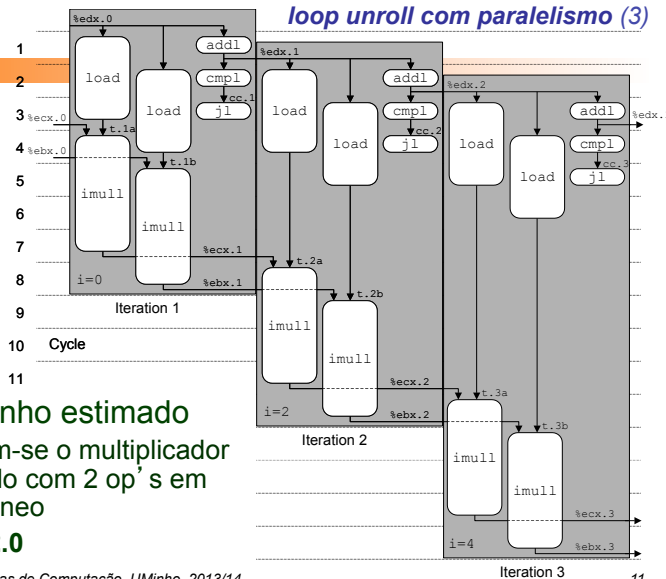 loop unroll com paralelismo (3)
%edx.0
addl
1
%edx.1
load
cmpl
addl
2
load
cc.1
%edx.2
jl
load
cmpl
addl
3
%ecx.0
t.1a
load
cc.2
jl
load
cmpl
%edx.
4
%ebx.0
t.1b
load
cc.3
jl
5
imull
imull
6
7
%ecx.1
t.2a
8
i=0
%ebx.1
t.2b
Iteration 1
9
imull
imull
10
Cycle
11
%ecx.2
t.3a
nho estimado
i=2
%ebx.2
t.3b
Iteration 2
m-se o multiplicador
do com 2 op's em
imull
imull
neo
%ecx.3
.0
i=4
%ebx.3
Iteration 3
as de Computação, UMinho, 2013/14
11